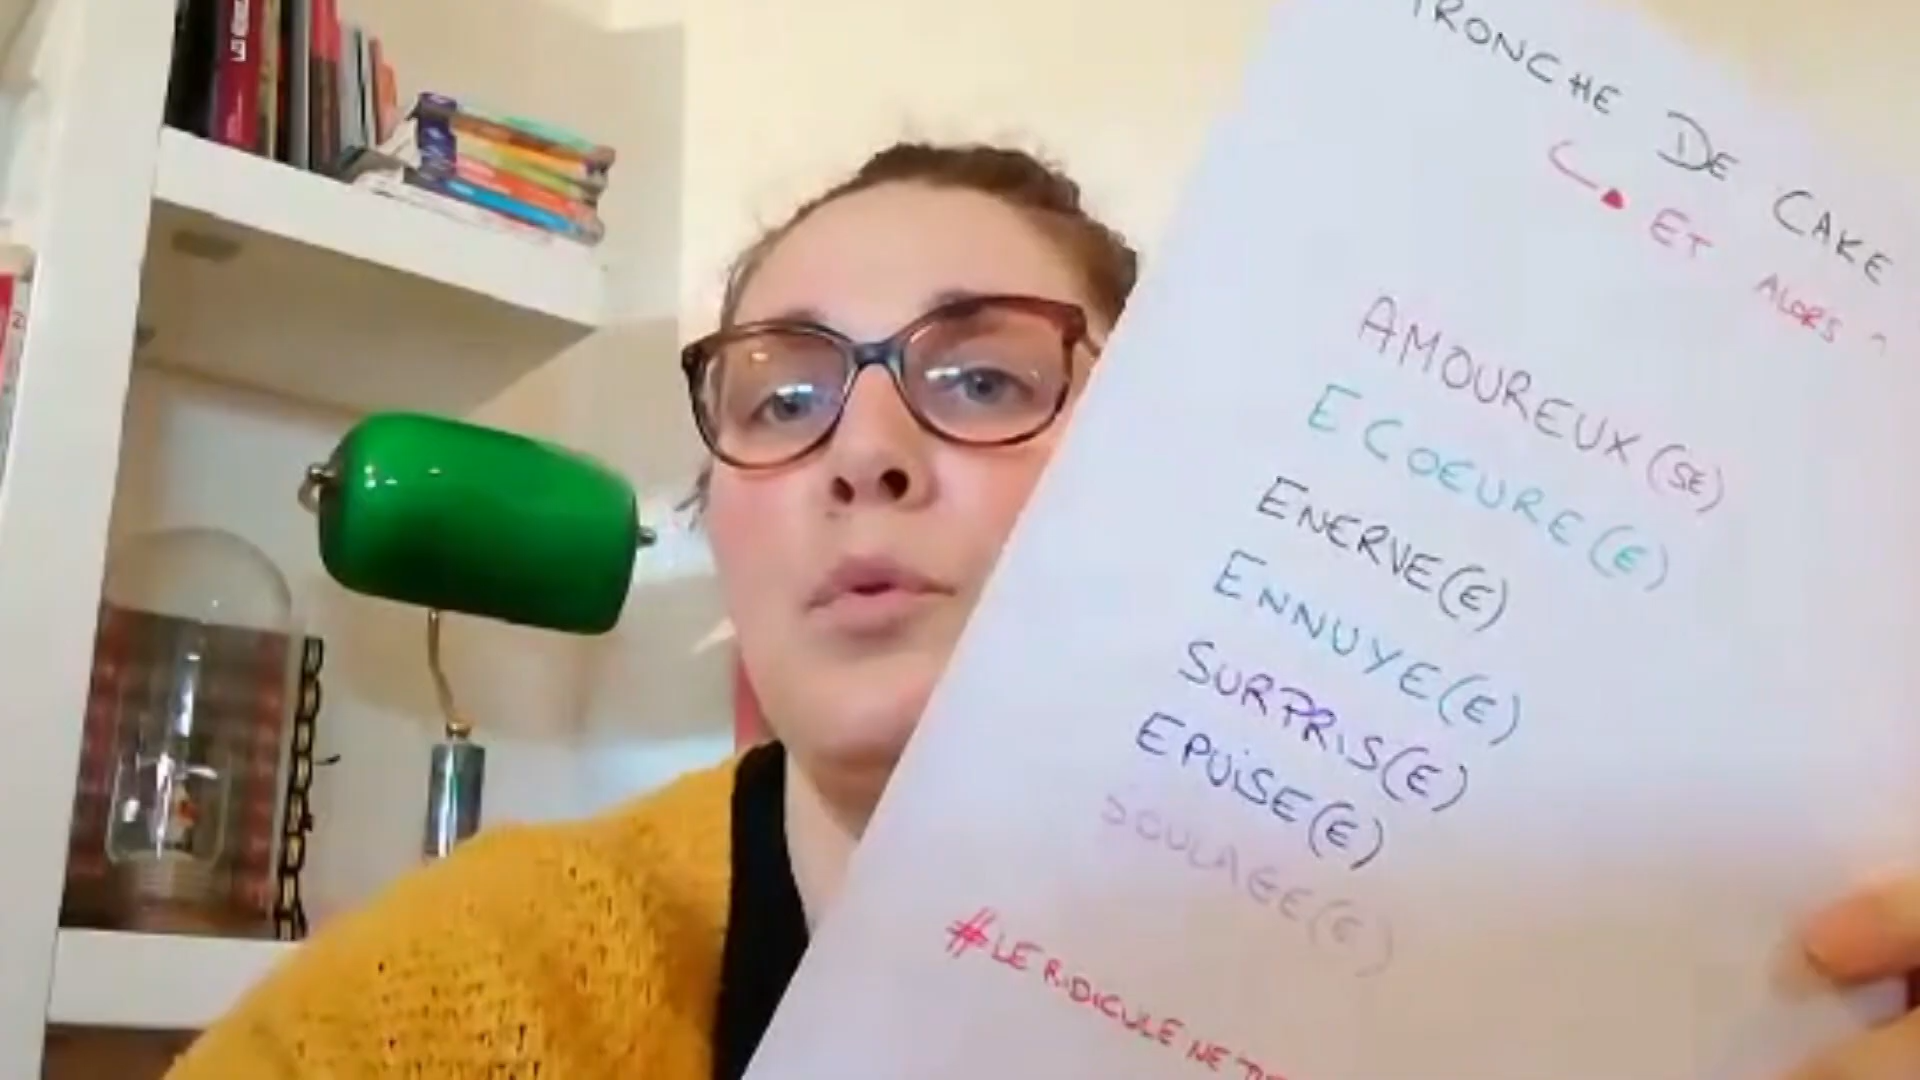 TRONCHE DE CAKE
ET ALORS ?
AMOUREUX(SE)
ECOEURE(E)
ENERVE(E)
ENNUYE(E)
SURPRIS(E)
EPUISE(E)
SOULAGE(E)
#LE RIDICULE NE